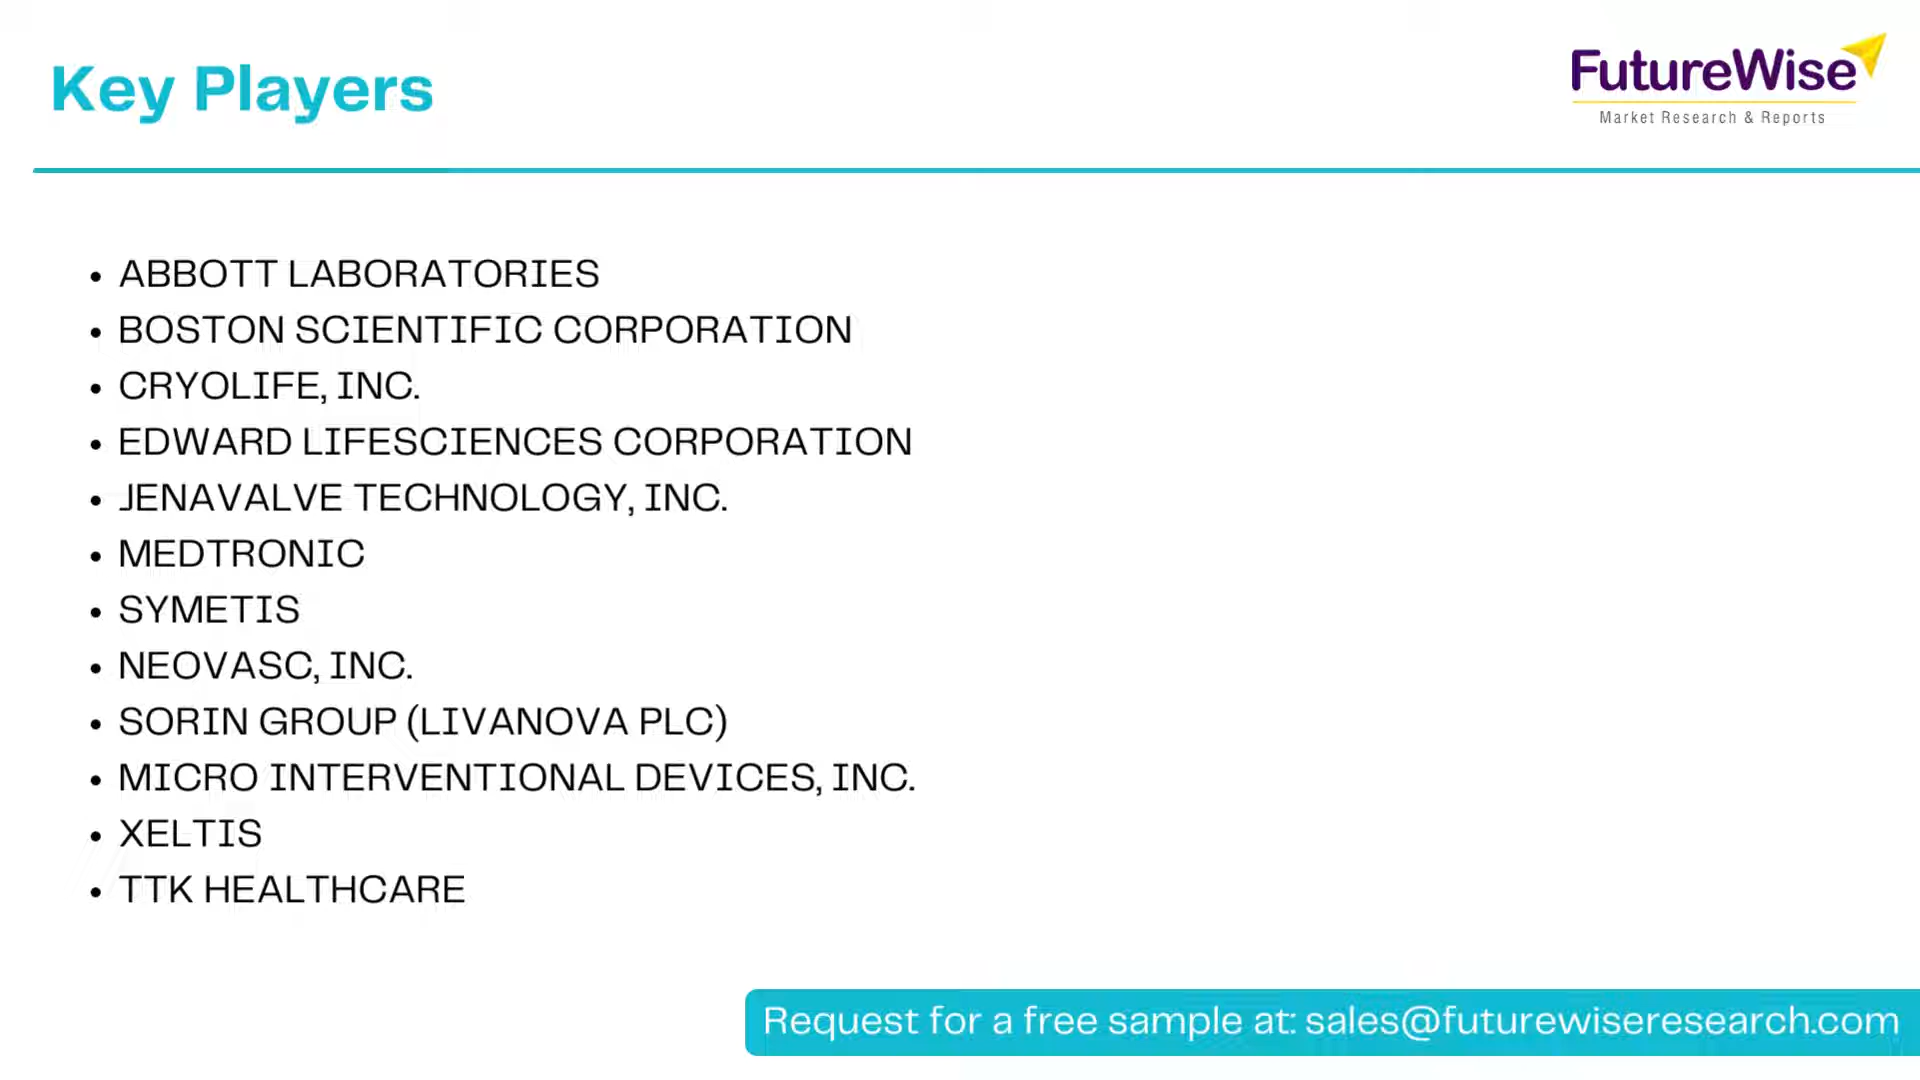 Key Players
FutureWise
Market Research & Reports
• ABBOTT LABORATORIES
• BOSTON SCIENTIFIC CORPORATION
• CRYOLIFE, INC.
• EDWARD LIFESCIENCES CORPORATION
• JENAVALVE TECHNOLOGY, INC.
• MEDTRONIC
• SYMETIS
• NEOVASC, INC.
• SORIN GROUP (LIVANOVA PLC)
• MICRO INTERVENTIONAL DEVICES, INC.
• XELTIS
• TTK HEALTHCARE
Request for a free sample at: sales@futurewiseresearch.com